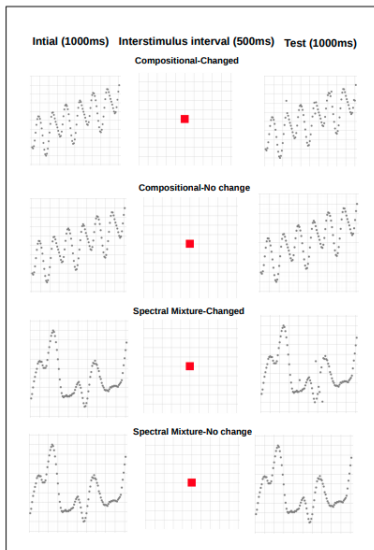 Intial (1000ms) Interstimulus interval (500ms) Test (1000ms)
Compositional-Changed
Compositional-No change
Spectral Mixture-Changed
Spectral Mixture-No change